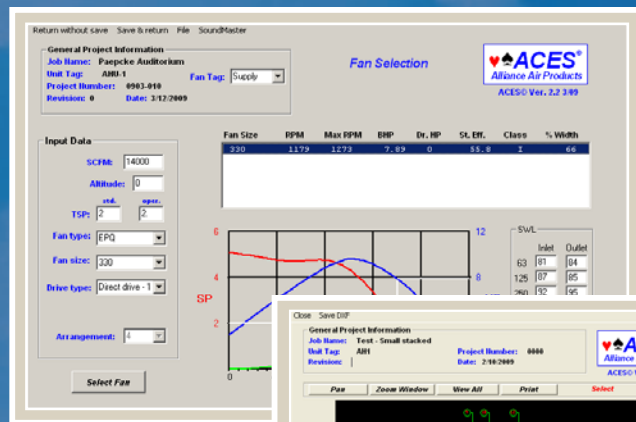 Return without save Save & return File SoundMaster
General Project Information
Job Name: Paepcke Auditorium
Unit Tag: AHU-1
Fan Tag: Supply
Project Number: 0903-010
Revision: 0 Date: 3/12/2009
Fan Selection
ACES®
Alliance Air Products
ACES© Ver. 2.2 3/09
Input Data
SCFM: 14000
Altitude: 0
std. oper.
TSP: 2 2
Fan type: EPQ
Fan size: 330
Drive type: Direct drive - 1
Arrangement: 4
Select Fan
Fan Size RPM Max RPM BHP Dr. HP St. Eff. Class % Width
330 1179 1273 7.89 0 55.8 I 66
6 12
4 8
SP
2
0
SWL
Inlet Outlet
63 81 84
125 87 85
250 92 95
Close Save DXF
General Project Information
Job Name: Test - Small stacked
Unit Tag: AH1 Project Number: 0000
Revision: Date: 2/10/2009
Alliance
ACES©
Pan Zoom Window View All Print Select